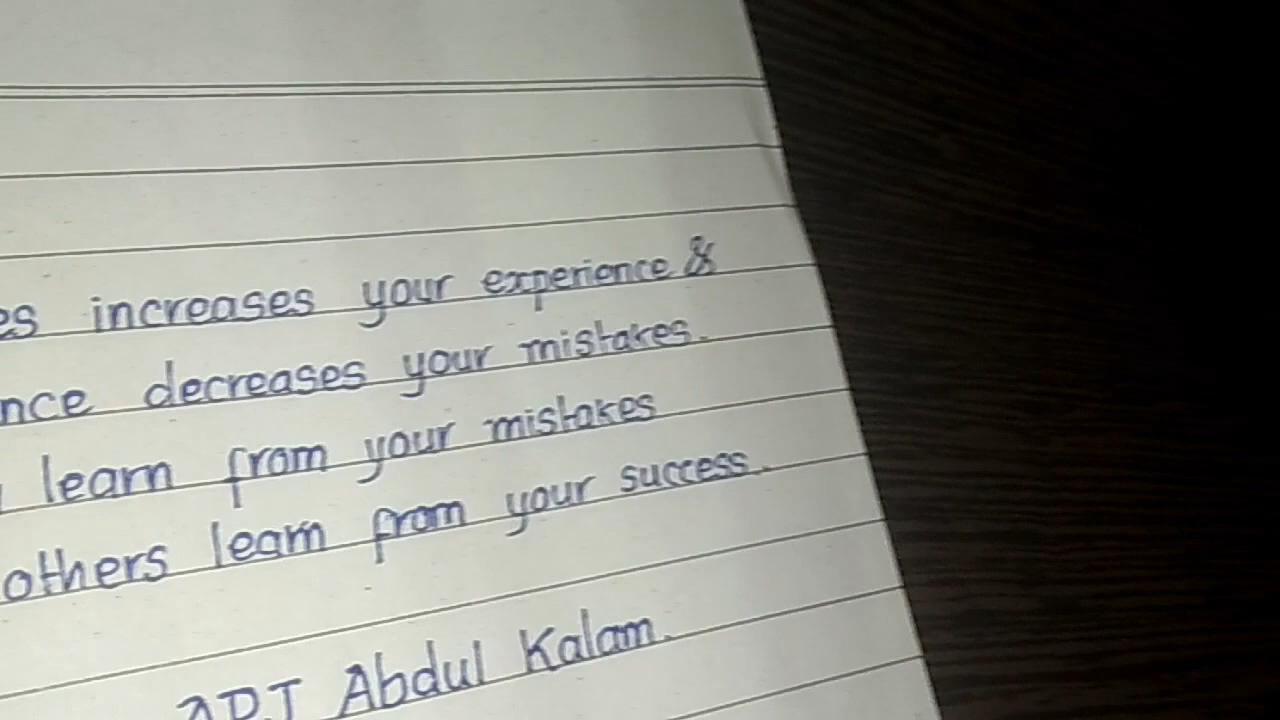 es increases your experience &
nce decreases your mistakes.
learn from your mistakes
others learn from your success.
APJ Abdul Kalam.